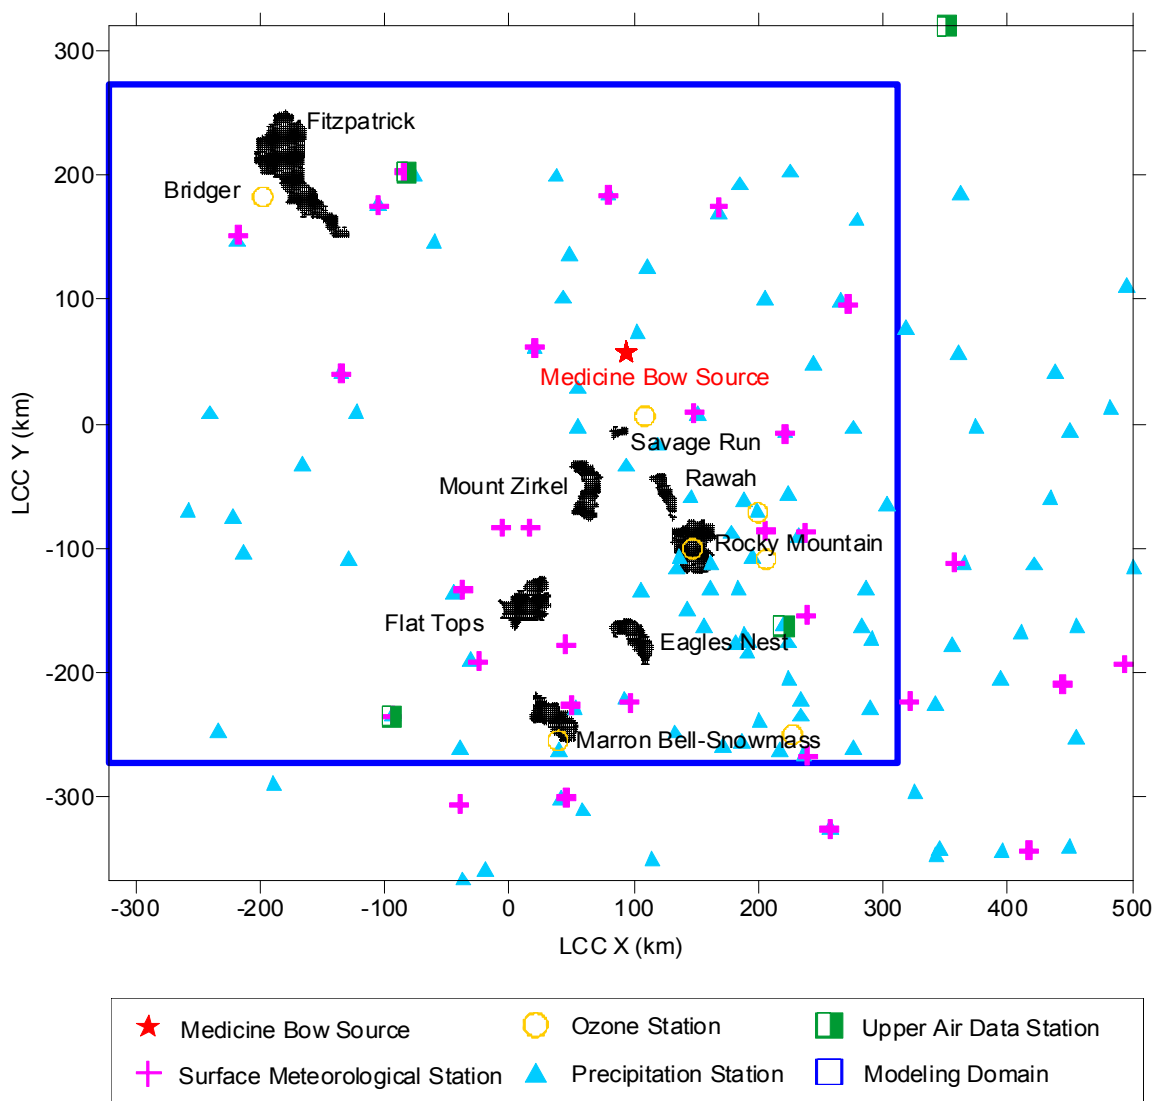 300
Fitzpatrick
200
Bridger
100
Medicine Bow Source
LCC Y (km)
0
Savage Run
Mount Zirkel
Rawah
-100
Rocky Mountain
Flat Tops
Eagles Nest
-200
Marron Bell-Snowmass
-300
-300 -200 -100 0 100 200 300 400 500
LCC X (km)
Medicine Bow Source
Ozone Station
Upper Air Data Station
Surface Meteorological Station
Precipitation Station
Modeling Domain